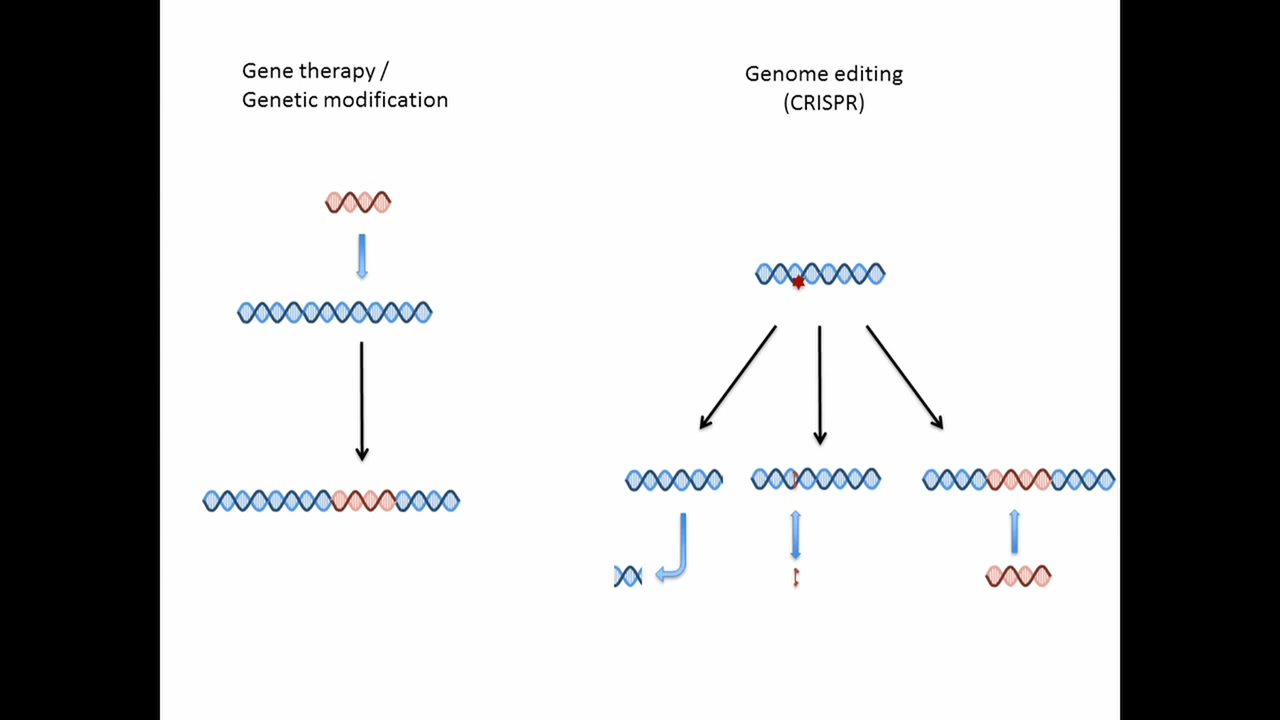 Gene therapy /
Genetic modification
Genome editing
(CRISPR)